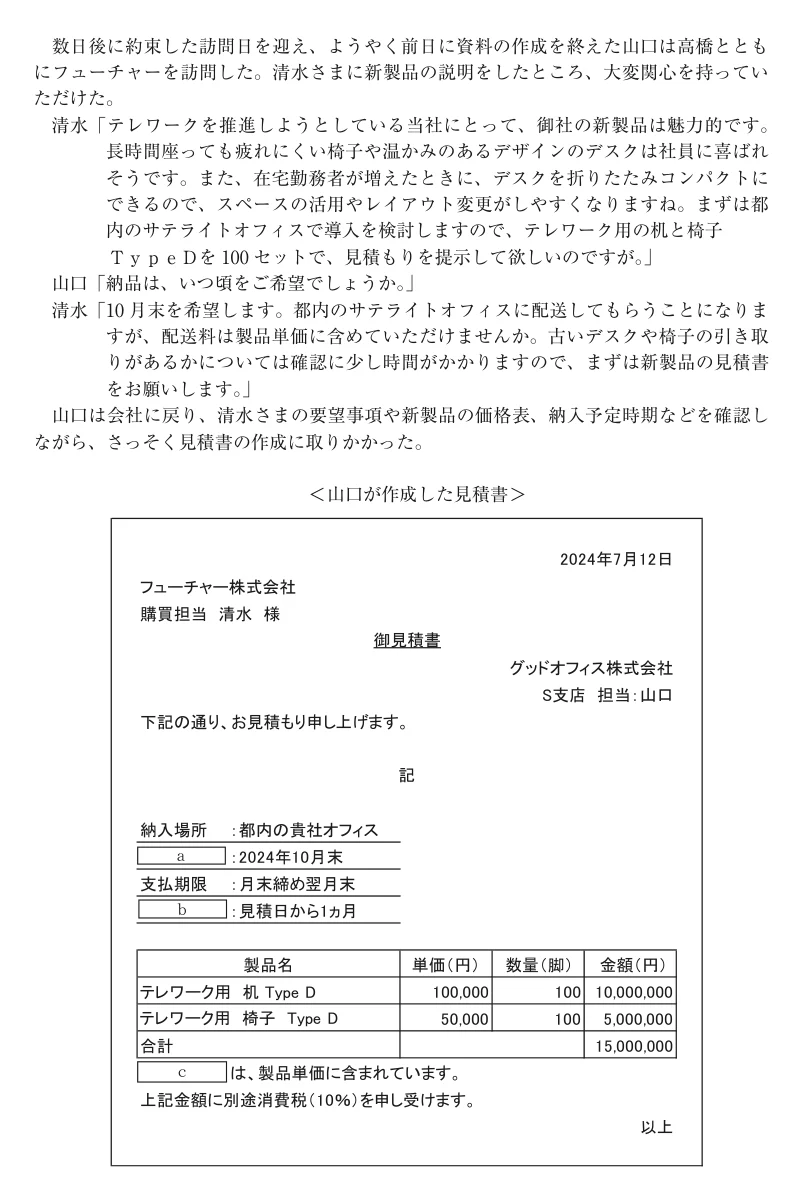 数日後に約束した訪問日を迎え、ようやく前日に資料の作成を終えた山口は高橋ととも
にフューチャーを訪問した。清水さまに新製品の説明をしたところ、大変関心を持ってい
ただけた。
清水「テレワークを推進しようとしている当社にとって、御社の新製品は魅力的です。
長時間座っても疲れにくい椅子や温かみのあるデザインのデスクは社員に喜ばれ
そうです。また、在宅勤務者が増えたときに、デスクを折りたたみコンパクトに
できるので、スペースの活用やレイアウト変更がしやすくなりますね。まずは都
内のサテライトオフィスで導入を検討しますので、テレワーク用の机と椅子
ＴｙｐｅＤを 100 セットで、見積もりを提示して欲しいのですが。」
山口「納品は、いつ頃をご希望でしょうか。」
清水「10 月末を希望します。都内のサテライトオフィスに配送してもらうことになりま
すが、配送料は製品単価に含めていただけませんか。古いデスクや椅子の引き取
りがあるかについては確認に少し時間がかかりますので、まずは新製品の見積書
をお願いします。」
山口は会社に戻り、清水さまの要望事項や新製品の価格表、納入予定時期などを確認し
ながら、さっそく見積書の作成に取りかかった。
＜山口が作成した見積書＞
2024年7月12日
フューチャー株式会社
購買担当　清水　様
御見積書
グッドオフィス株式会社
S支店　担当：山口
下記の通り、お見積もり申し上げます。
記
納入場所　：都内の貴社オフィス
a　：2024年10月末
支払期限　：月末締め翌月末
b　：見積日から1ヵ月
製品名　単価（円）　数量（脚）　金額（円）
テレワーク用　机 Type D　100,000　100　10,000,000
テレワーク用　椅子　Type D　50,000　100　5,000,000
合計　15,000,000
c　は、製品単価に含まれています。
上記金額に別途消費税（10％）を申し受けます。
以上